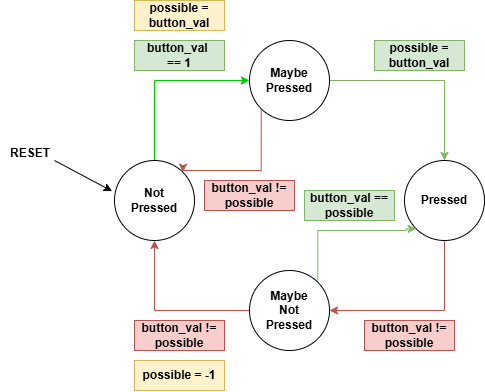 possible =
button_val
button_val
== 1
Maybe
Pressed
possible =
button_val
RESET
Not
Pressed
button_val !=
possible
button_val ==
possible
Pressed
Maybe
Not
Pressed
button_val !=
possible
button_val !=
possible
possible = -1